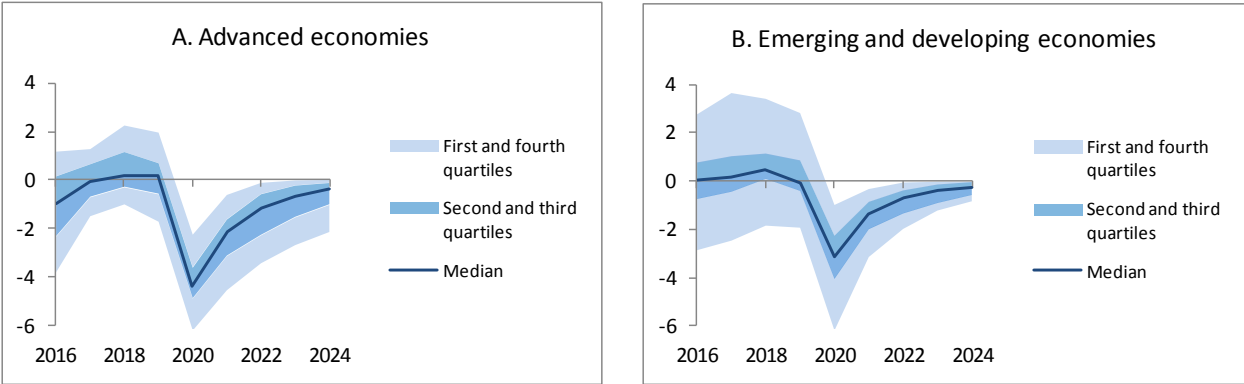 A. Advanced economies
4
2
0
-2
-4
-6
2016 2018 2020 2022 2024
First and fourth
quartiles
Second and third
quartiles
Median
B. Emerging and developing economies
4
2
0
-2
-4
-6
2016 2018 2020 2022 2024
First and fourth
quartiles
Second and third
quartiles
Median